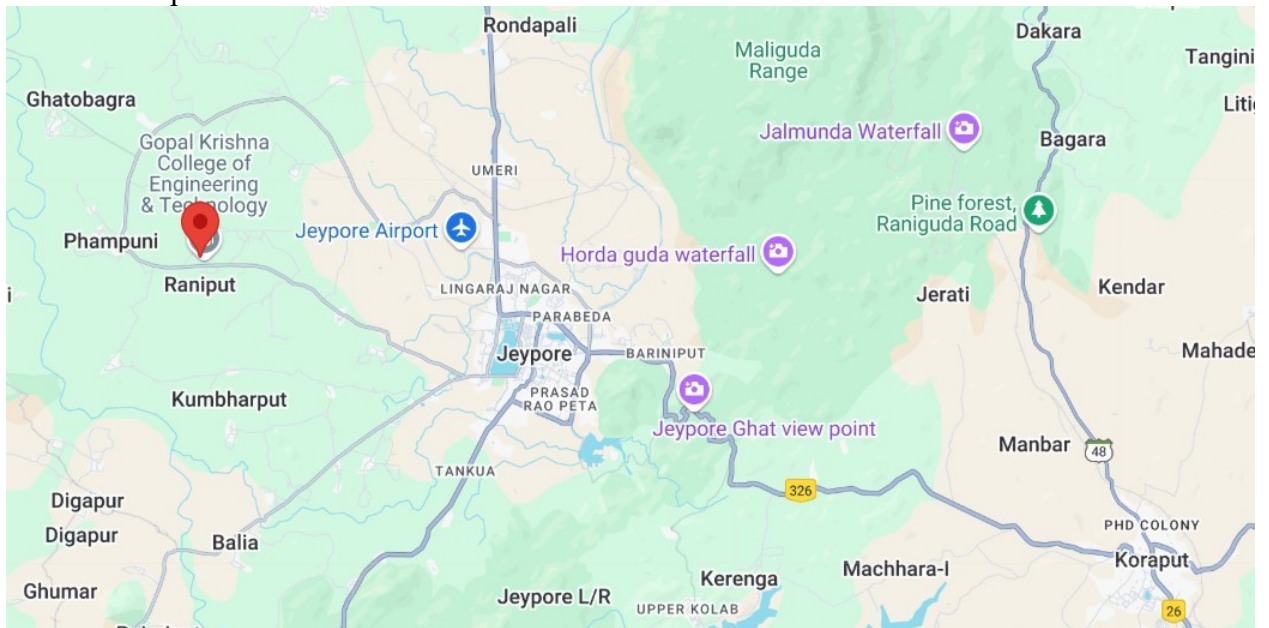 Rondapali
Dakara
Maliguda
Range
Tangini
Ghatobagra
Jalmunda Waterfall
Bagara
Gopal Krishna
College of
Engineering
& Technology
UMERI
Pine forest,
Raniguda Road
Phampuni
Jeypore Airport
Horda guda waterfall
Raniput
LINGARAJ NAGAR
Jerati
Kendar
PARABEDA
Jeypore
BARINIPUT
Mahade
Kumbharput
PRASAD
RAO PETA
Jeypore Ghat view point
Manbar
48
TANKUA
326
Digapur
Digapur
Balia
PHD COLONY
Koraput
Ghumar
Jeypore L/R
Kerenga
Machhara-I
UPPER KOLAB
26